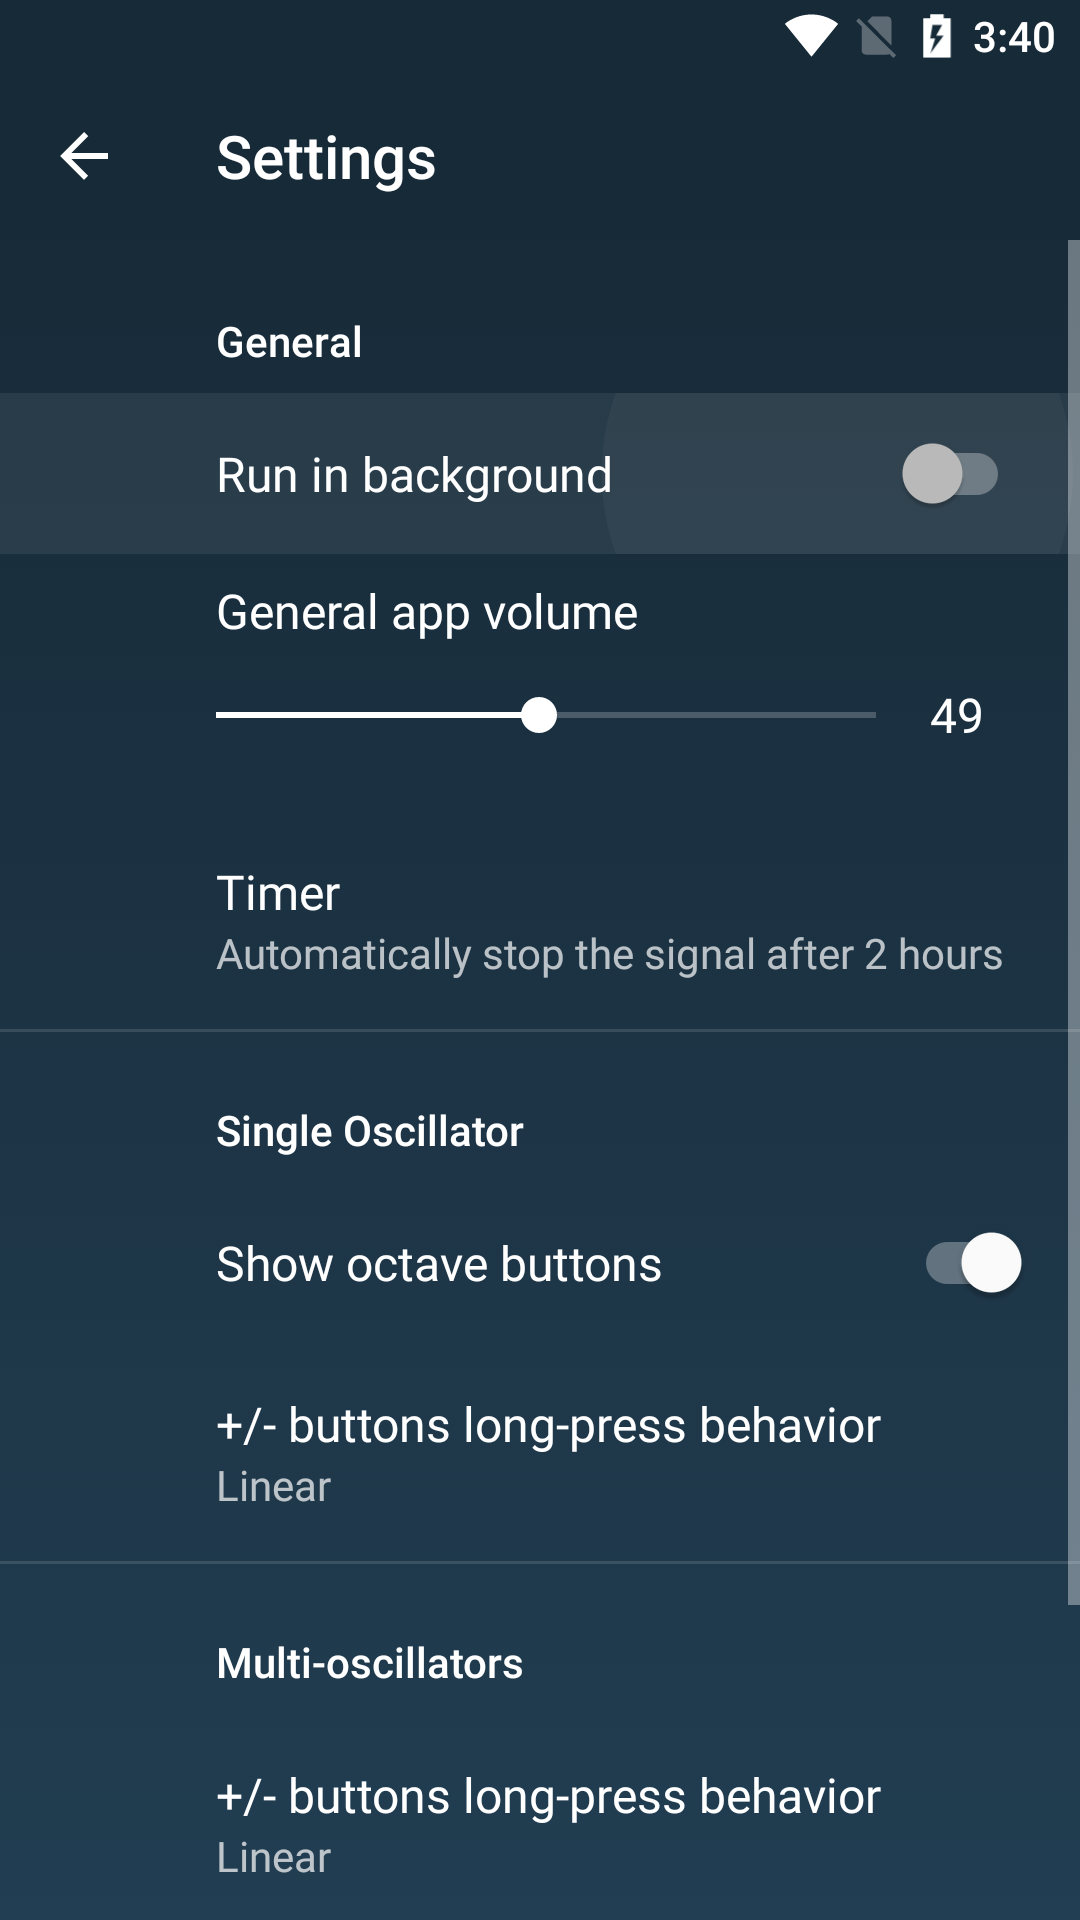 3:40
Settings
General
Run in background
General app volume
49
Timer
Automatically stop the signal after 2 hours
Single Oscillator
Show octave buttons
+/- buttons long-press behavior
Linear
Multi-oscillators
+/- buttons long-press behavior
Linear